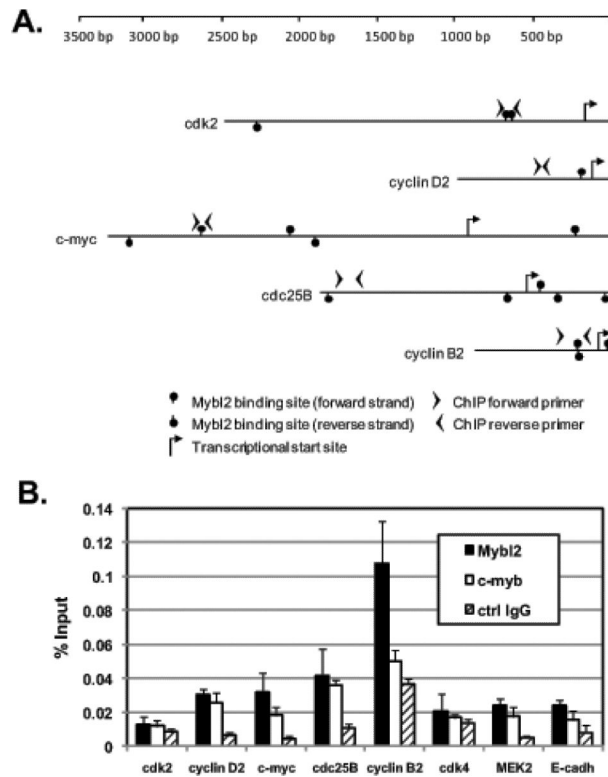 A.
3500 bp 3000 bp 2000 bp 1500 bp 1000 bp 500 bp
cdk2
cyclin D2
c-myc
cdc25B
cyclin B2
Mybl2 binding site (forward strand)
ChIP forward primer
Mybl2 binding site (reverse strand)
ChIP reverse primer
Transcriptional start site
B.
0.14
0.12
0.1
0.08
0.06
0.04
0.02
0
% Input
Mybl2
c-myb
ctrl IgG
cdk2 cyclin D2 c-myc cdc25B cyclin B2 cdk4 MEK2 E-cadh